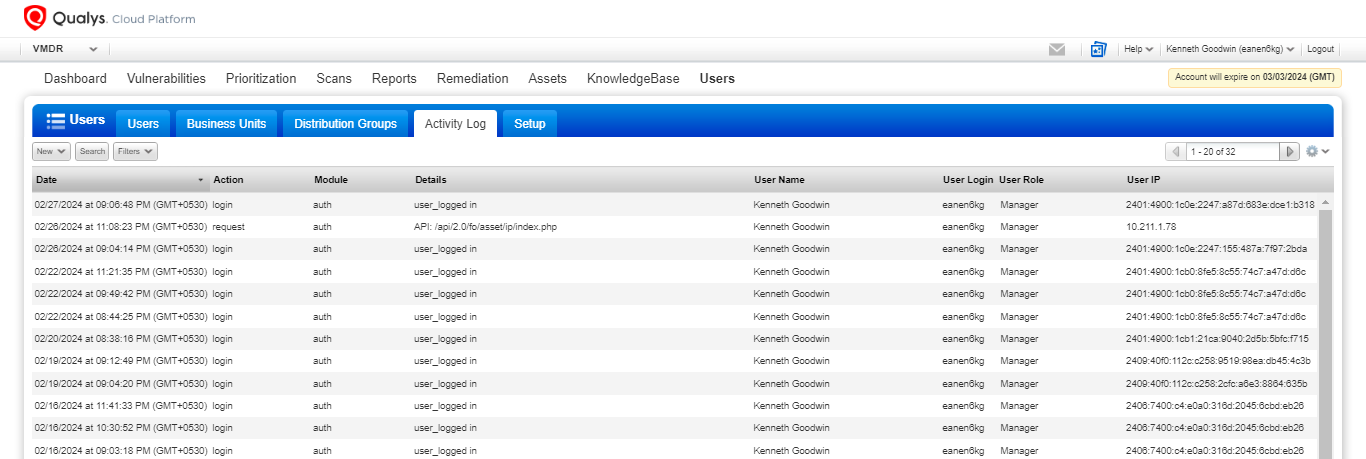 Qualys. Cloud Platform
VMDR Help Kenneth Goodwin (eanen6kg) Logout
Dashboard Vulnerabilities Prioritization Scans Reports Remediation Assets KnowledgeBase Users Account will expire on 03/03/2024 (GMT)
Users Users Business Units Distribution Groups Activity Log Setup
New Search Filters 1 - 20 of 32
Date Action Module Details User Name User Login User Role User IP
02/27/2024 at 09:06:48 PM (GMT+0530) login auth user_logged in Kenneth Goodwin eanen6kg Manager 2401:4900:1c0e:2247:a87d:683e:dce1:b318
02/26/2024 at 11:08:23 PM (GMT+0530) request auth API: /api/2.0/fo/asset/ip/index.php Kenneth Goodwin eanen6kg Manager 10.211.1.78
02/26/2024 at 09:04:14 PM (GMT+0530) login auth user_logged in Kenneth Goodwin eanen6kg Manager 2401:4900:1c0e:2247:155:487a:7f97:2bda
02/22/2024 at 11:21:35 PM (GMT+0530) login auth user_logged in Kenneth Goodwin eanen6kg Manager 2401:4900:1cb0:8fe5:8c55:74c7:a47d:d6c
02/22/2024 at 09:49:42 PM (GMT+0530) login auth user_logged in Kenneth Goodwin eanen6kg Manager 2401:4900:1cb0:8fe5:8c55:74c7:a47d:d6c
02/22/2024 at 08:44:25 PM (GMT+0530) login auth user_logged in Kenneth Goodwin eanen6kg Manager 2401:4900:1cb0:8fe5:8c55:74c7:a47d:d6c
02/20/2024 at 08:38:16 PM (GMT+0530) login auth user_logged in Kenneth Goodwin eanen6kg Manager 2401:4900:1cb1:21ca:9040:2d5b:5bfc:f715
02/19/2024 at 09:12:49 PM (GMT+0530) login auth user_logged in Kenneth Goodwin eanen6kg Manager 2409:40f0:112c:c258:9519:98ea:db45:4c3b
02/19/2024 at 09:04:20 PM (GMT+0530) login auth user_logged in Kenneth Goodwin eanen6kg Manager 2409:40f0:112c:c258:2cfc:a6e3:8864:635b
02/16/2024 at 11:41:33 PM (GMT+0530) login auth user_logged in Kenneth Goodwin eanen6kg Manager 2406:7400:c4:e0a0:316d:2045:6cbd:eb26
02/16/2024 at 10:30:52 PM (GMT+0530) login auth user_logged in Kenneth Goodwin eanen6kg Manager 2406:7400:c4:e0a0:316d:2045:6cbd:eb26
02/16/2024 at 09:03:18 PM (GMT+0530) login auth user_logged in Kenneth Goodwin eanen6kg Manager 2406:7400:c4:e0a0:316d:2045:6cbd:eb26